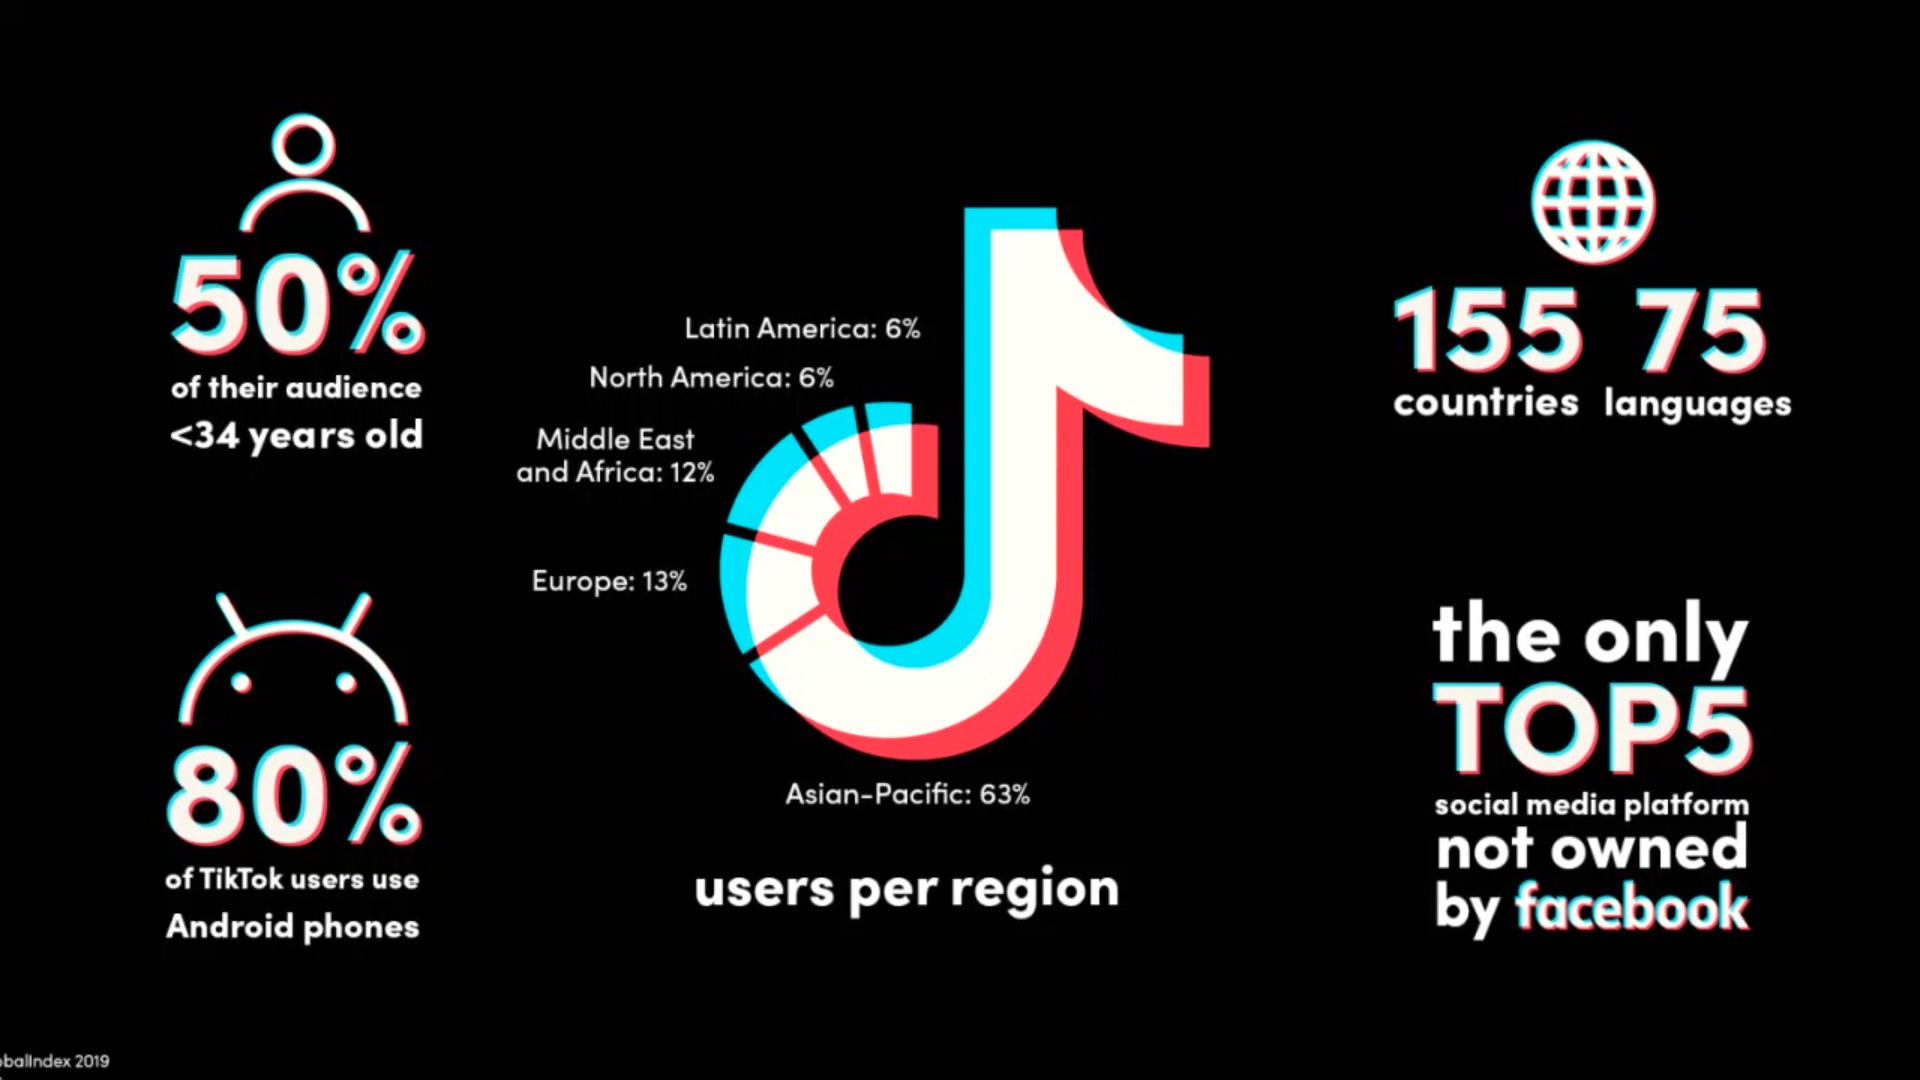 50%
of their audience
<34 years old
80%
of TikTok users use
Android phones
Latin America: 6%
North America: 6%
Middle East
and Africa: 12%
Europe: 13%
Asian-Pacific: 63%
users per region
155 75
countries languages
the only
TOP5
social media platform
not owned
by facebook
2019